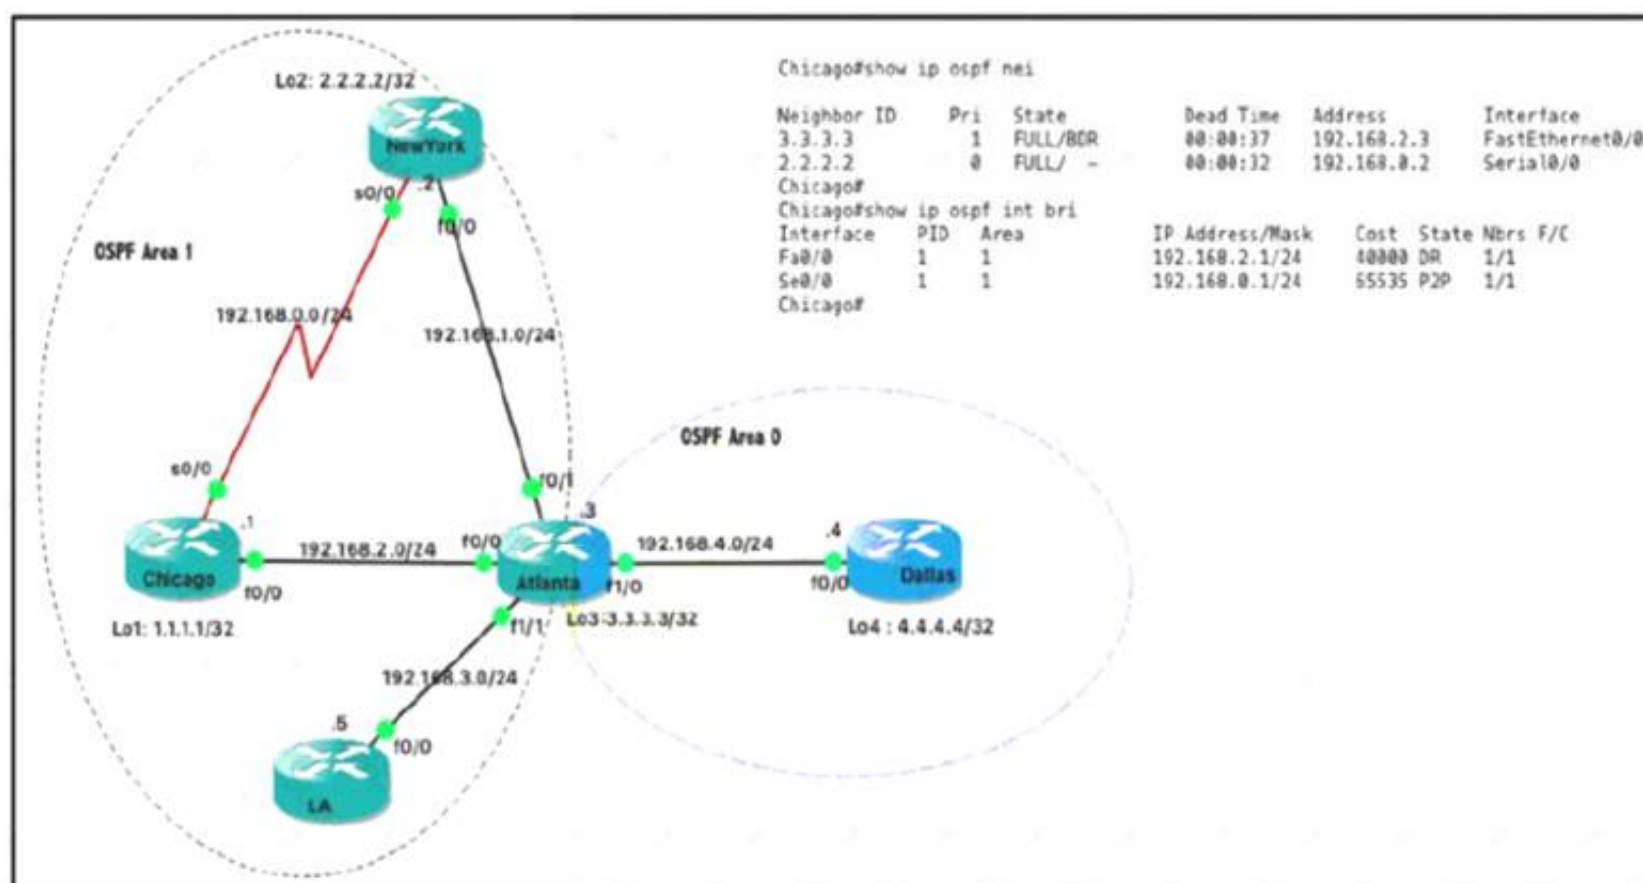 Lo2: 2.2.2.2/32
NewYork
.2
s0/0
f0/0
OSPF Area 1
192.168.0.0/24
192.168.1.0/24
OSPF Area 0
s0/0
f0/1
.1
.3
.4
192.168.2.0/24
f0/0
192.168.4.0/24
Chicago
f0/0
Atlanta
f1/0
f0/0
Dallas
Lo1: 1.1.1.1/32
f1/1
Lo3:3.3.3.3/32
Lo4 : 4.4.4.4/32
192.168.3.0/24
.5
f0/0
LA
Chicago#show ip ospf nei
Neighbor ID Pri State Dead Time Address Interface
3.3.3.3 1 FULL/BDR 00:00:37 192.168.2.3 FastEthernet0/0
2.2.2.2 0 FULL/ - 00:00:32 192.168.0.2 Serial0/0
Chicago#
Chicago#show ip ospf int bri
Interface PID Area IP Address/Mask Cost State Nbrs F/C
Fa0/0 1 1 192.168.2.1/24 40000 DR 1/1
Se0/0 1 1 192.168.0.1/24 65535 P2P 1/1
Chicago#